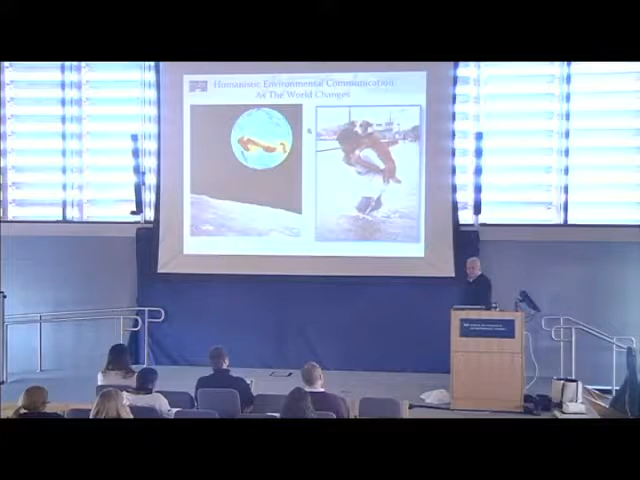 Humanistic Environmental Communication
As The World Changes